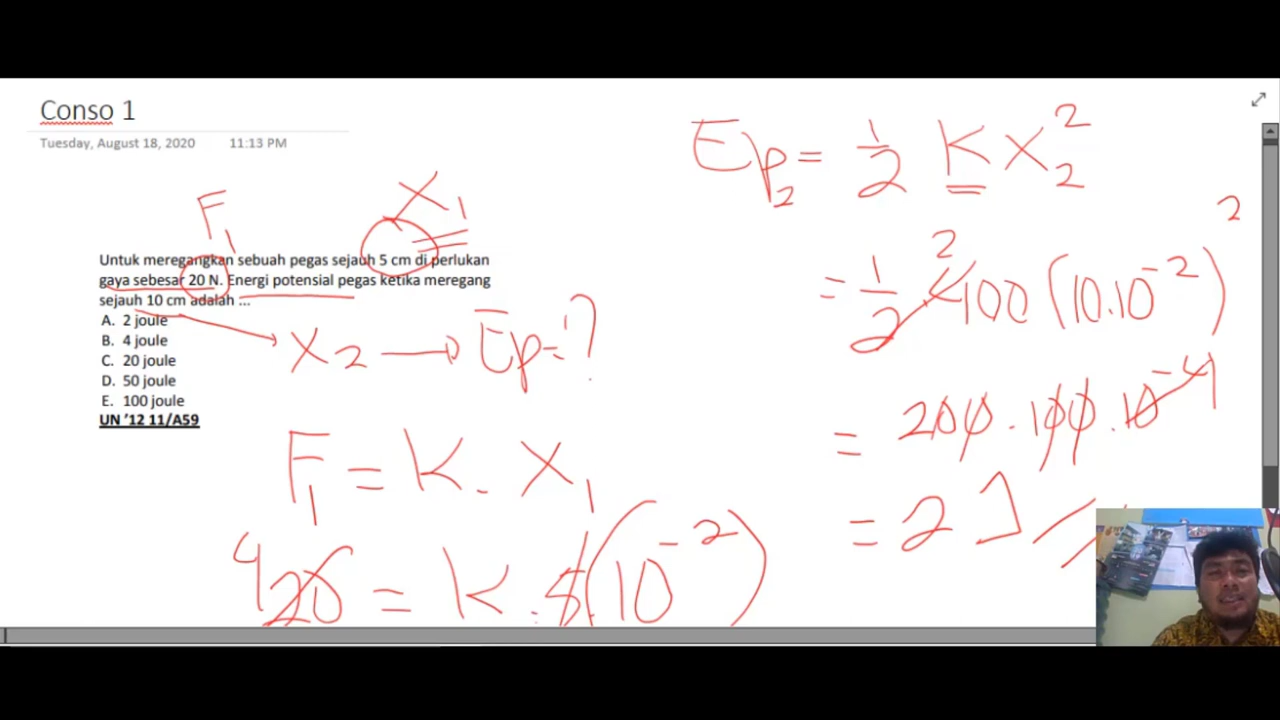 Conso 1
Tuesday, August 18, 2020 11:13 PM
F₁
X₁
Untuk meregangkan sebuah pegas sejauh 5 cm di perlukan
gaya sebesar 20 N. Energi potensial pegas ketika meregang
sejauh 10 cm adalah ...
A. 2 joule
B. 4 joule
C. 20 joule
D. 50 joule
E. 100 joule
UN '12 11/A59
X₂ → Ep = ?
F₁ = K . X₁
4 20 = K . 5 (10⁻²)
Ep₂ = 1/2 K X₂²
= 1/2 2 400 (10.10⁻²)²
= 200 . 100 . 10⁻⁴
= 2 J